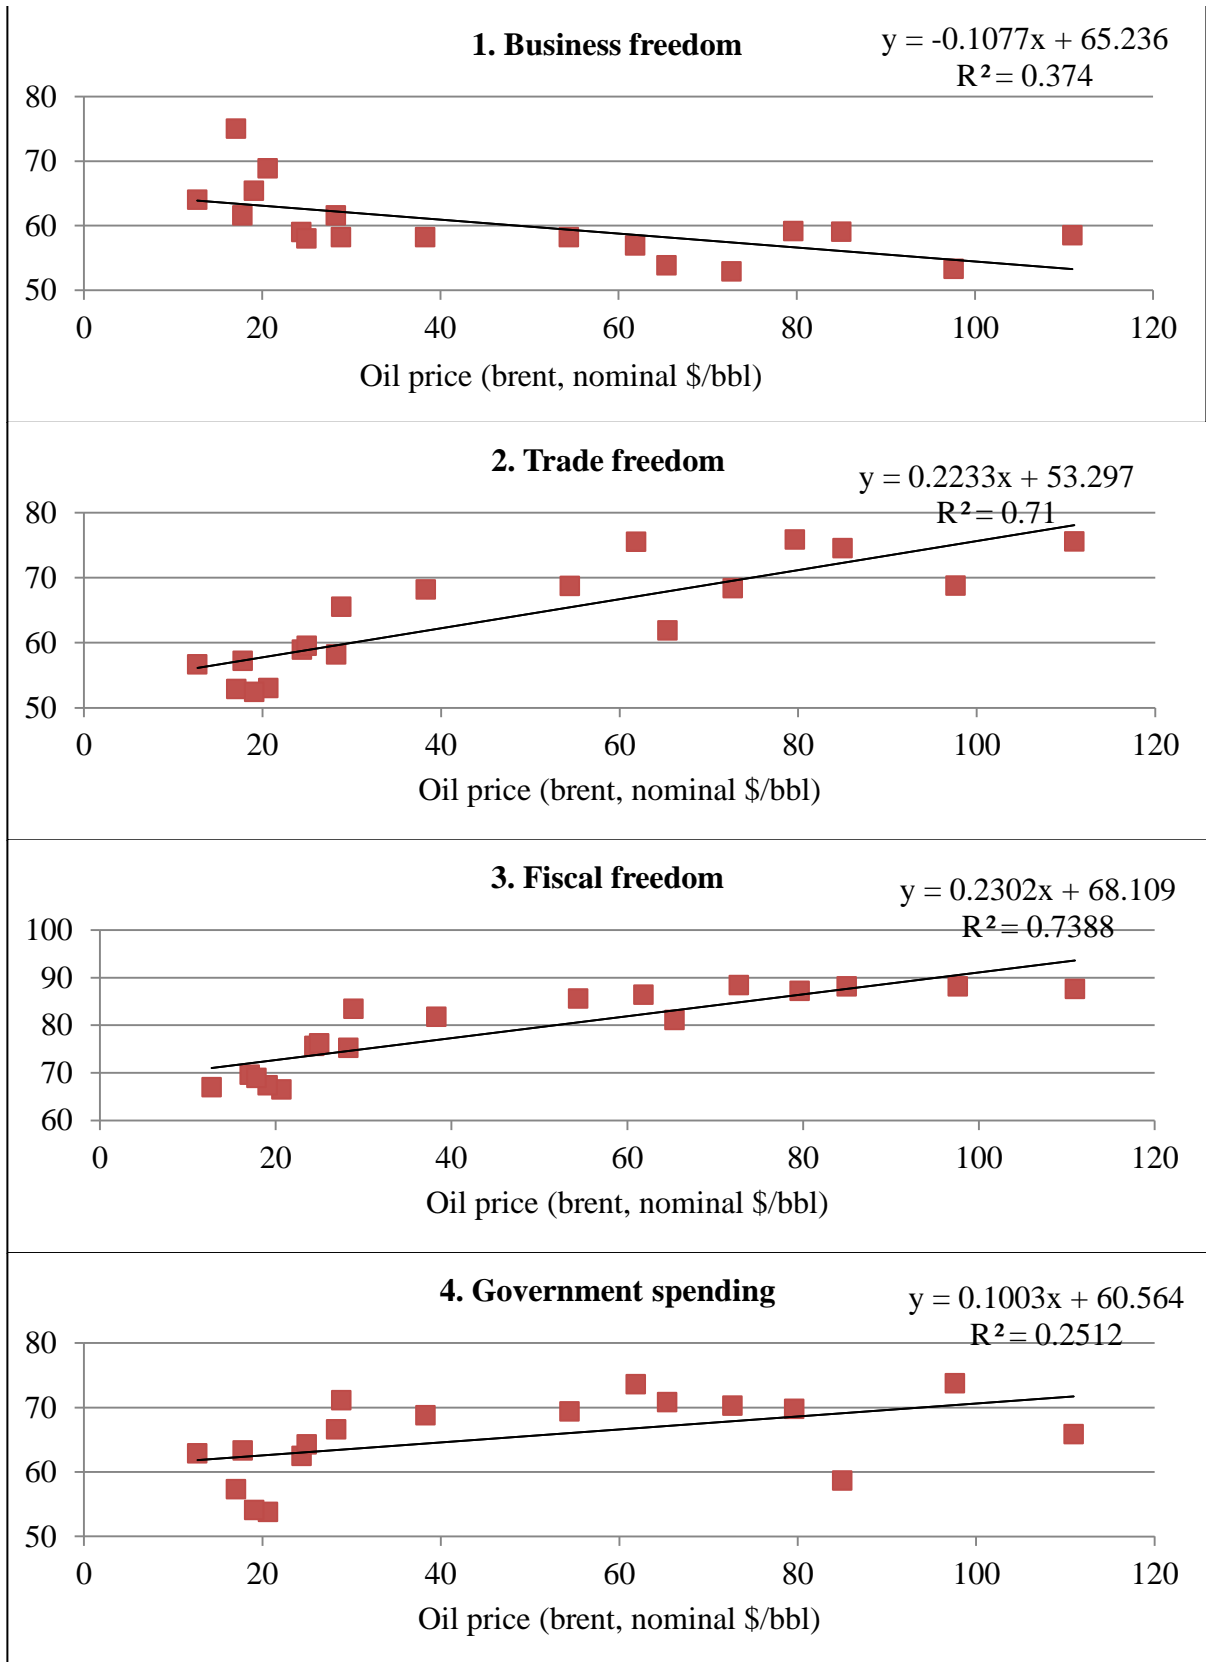 1. Business freedom
y = -0.1077x + 65.236
R² = 0.374
80
70
60
50
0 20 40 60 80 100 120
Oil price (brent, nominal $/bbl)
2. Trade freedom
y = 0.2233x + 53.297
R² = 0.71
80
70
60
50
0 20 40 60 80 100 120
Oil price (brent, nominal $/bbl)
3. Fiscal freedom
y = 0.2302x + 68.109
R² = 0.7388
100
90
80
70
60
0 20 40 60 80 100 120
Oil price (brent, nominal $/bbl)
4. Government spending
y = 0.1003x + 60.564
R² = 0.2512
80
70
60
50
0 20 40 60 80 100 120
Oil price (brent, nominal $/bbl)